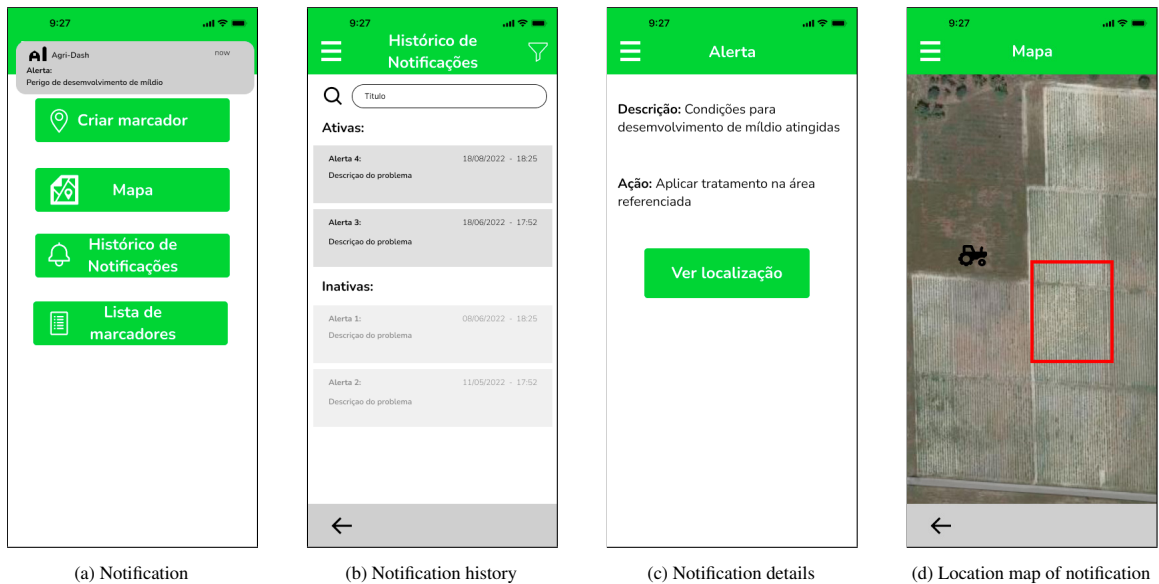 9:27
Agri-Dash
now
Alerta:
Perigo de desemvolvimento de míldio
Criar marcador
Mapa
Histórico de
Notificações
Lista de
marcadores
(a) Notification
9:27
Histórico de
Notificações
Titulo
Ativas:
Alerta 4:
18/08/2022 - 18:25
Descriçao do problema
Alerta 3:
18/06/2022 - 17:52
Descriçao do problema
Inativas:
Alerta 1:
08/06/2022 - 18:25
Descriçao do problema
Alerta 2:
11/05/2022 - 17:52
Descriçao do problema
(b) Notification history
9:27
Alerta
Descrição: Condições para
desemvolvimento de míldio atingidas
Ação: Aplicar tratamento na área
referenciada
Ver localização
(c) Notification details
9:27
Mapa
(d) Location map of notification